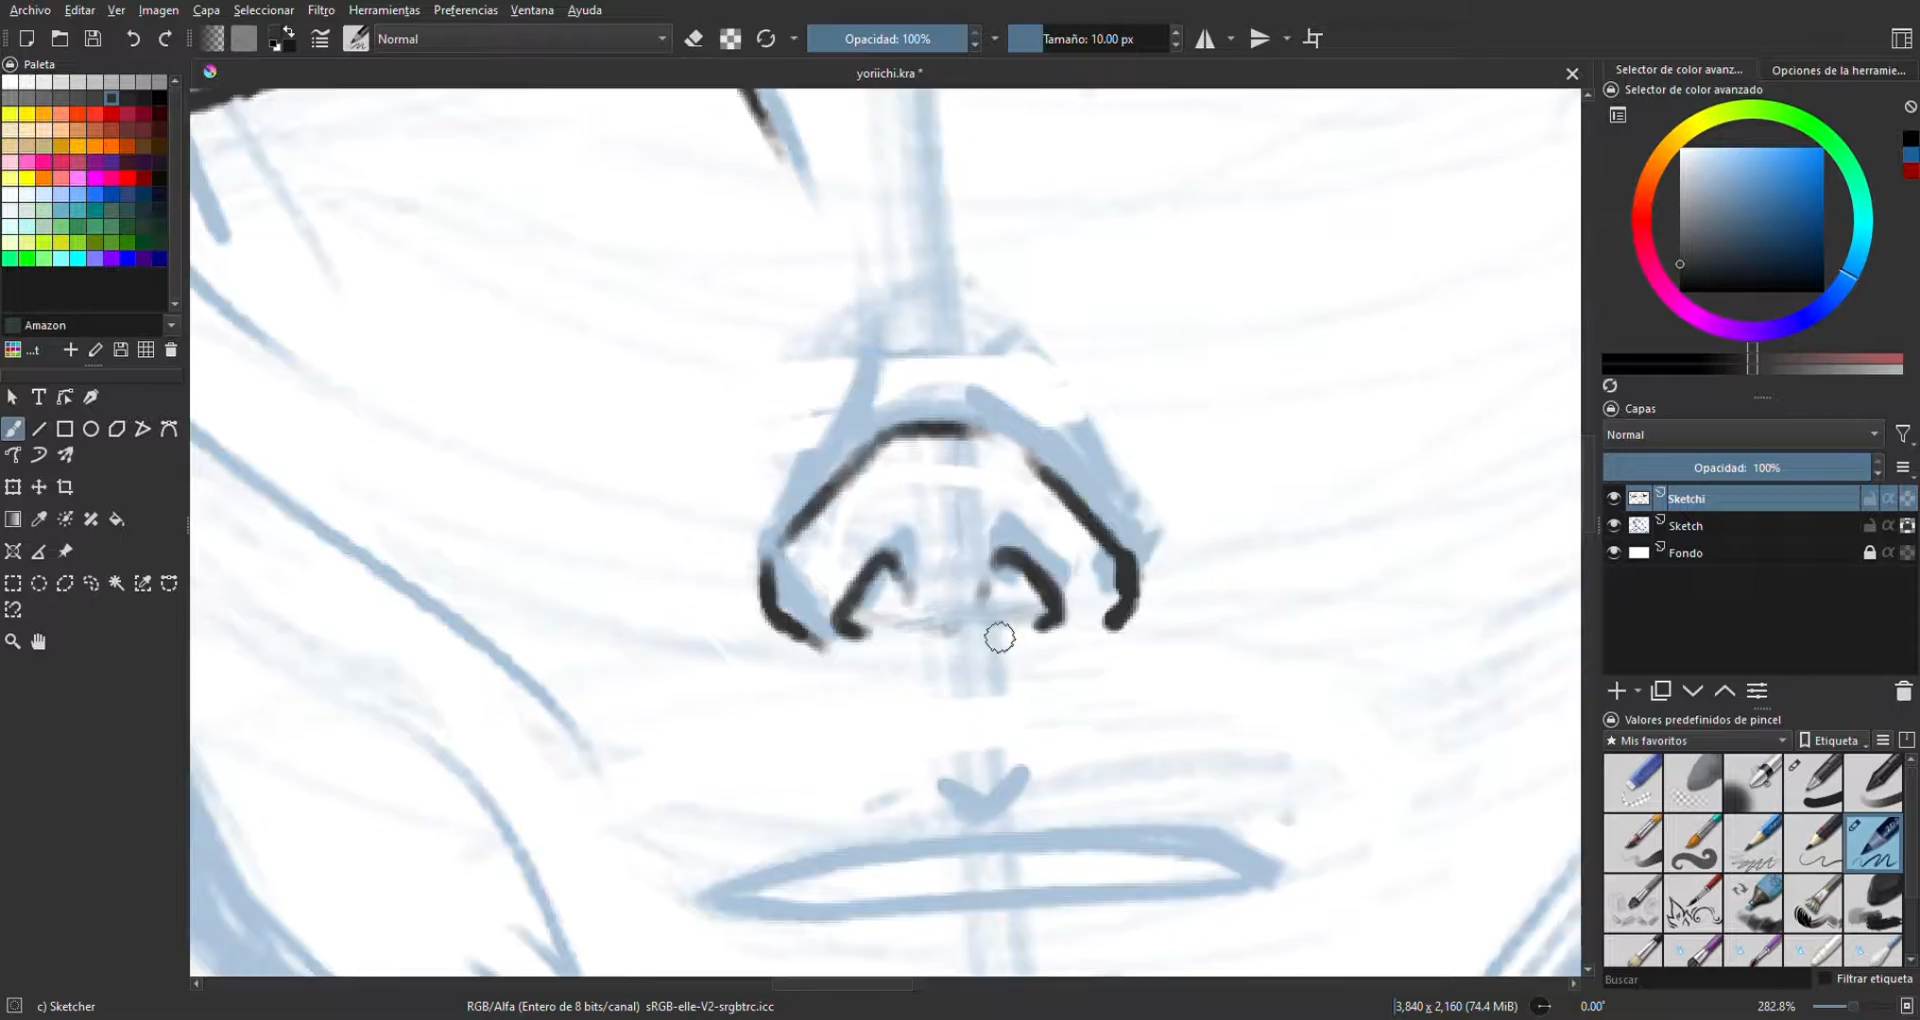 Archivo Editar Ver Imagen Capa Seleccionar Filtro Herramientas Preferencias Ventana Ayuda
Normal
Opacidad: 100%
Tamaño: 10.00 px
Paleta
yoriichi.kra *
Selector de color avanz...
Opciones de la herramie...
Selector de color avanzado
Amazon
...t
Capas
Normal
Opacidad: 100%
Sketchi
Sketch
Fondo
Valores predefinidos de pincel
★ Mis favoritos
Etiqueta
Buscar
Filtrar etiqueta
c) Sketcher
RGB/Alfa (Entero de 8 bits/canal) sRGB-elle-V2-srgbtrc.icc
3,840 x 2,160 (74.4 MiB)
0.00°
282.8%